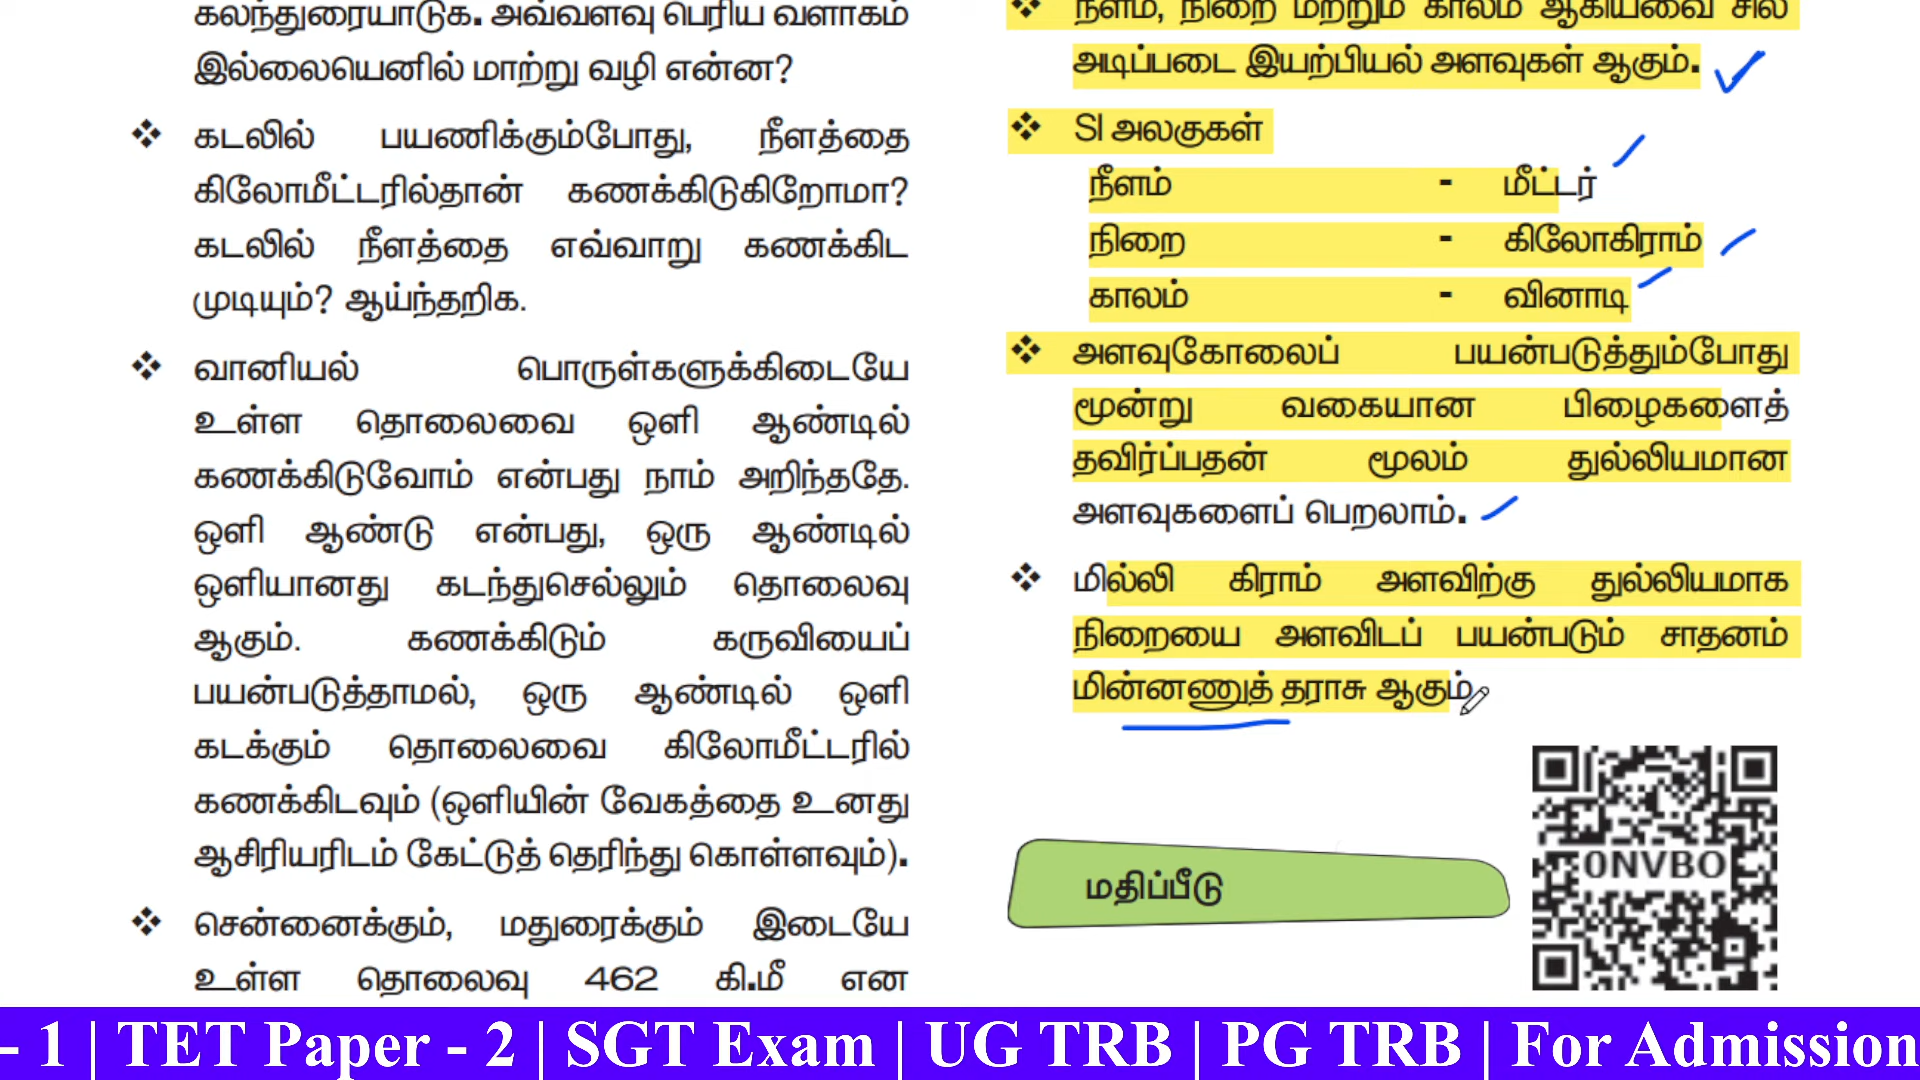 கலந்துரையாடுக. அவ்வளவு பெரிய வளாகம்
இல்லையெனில் மாற்று வழி என்ன?
❖ கடலில் பயணிக்கும்போது, நீளத்தை
கிலோமீட்டரில்தான் கணக்கிடுகிறோமா?
கடலில் நீளத்தை எவ்வாறு கணக்கிட
முடியும்? ஆய்ந்தறிக.
❖ வானியல் பொருள்களுக்கிடையே
உள்ள தொலைவை ஒளி ஆண்டில்
கணக்கிடுவோம் என்பது நாம் அறிந்ததே.
ஒளி ஆண்டு என்பது, ஒரு ஆண்டில்
ஒளியானது கடந்துசெல்லும் தொலைவு
ஆகும். கணக்கிடும் கருவியைப்
பயன்படுத்தாமல், ஒரு ஆண்டில் ஒளி
கடக்கும் தொலைவை கிலோமீட்டரில்
கணக்கிடவும் (ஒளியின் வேகத்தை உனது
ஆசிரியரிடம் கேட்டுத் தெரிந்து கொள்ளவும்).
❖ சென்னைக்கும், மதுரைக்கும் இடையே
உள்ள தொலைவு 462 கி.மீ என
❖ நீளம், நிறை மற்றும் காலம் ஆகியவை சில
அடிப்படை இயற்பியல் அளவுகள் ஆகும்.
❖ SI அலகுகள்
நீளம் - மீட்டர்
நிறை - கிலோகிராம்
காலம் - வினாடி
❖ அளவுகோலைப் பயன்படுத்தும்போது
மூன்று வகையான பிழைகளைத்
தவிர்ப்பதன் மூலம் துல்லியமான
அளவுகளைப் பெறலாம்.
❖ மில்லி கிராம் அளவிற்கு துல்லியமாக
நிறையை அளவிடப் பயன்படும் சாதனம்
மின்னணுத் தராசு ஆகும்
மதிப்பீடு
0NVBO
- 1 | TET Paper - 2 | SGT Exam | UG TRB | PG TRB | For Admission